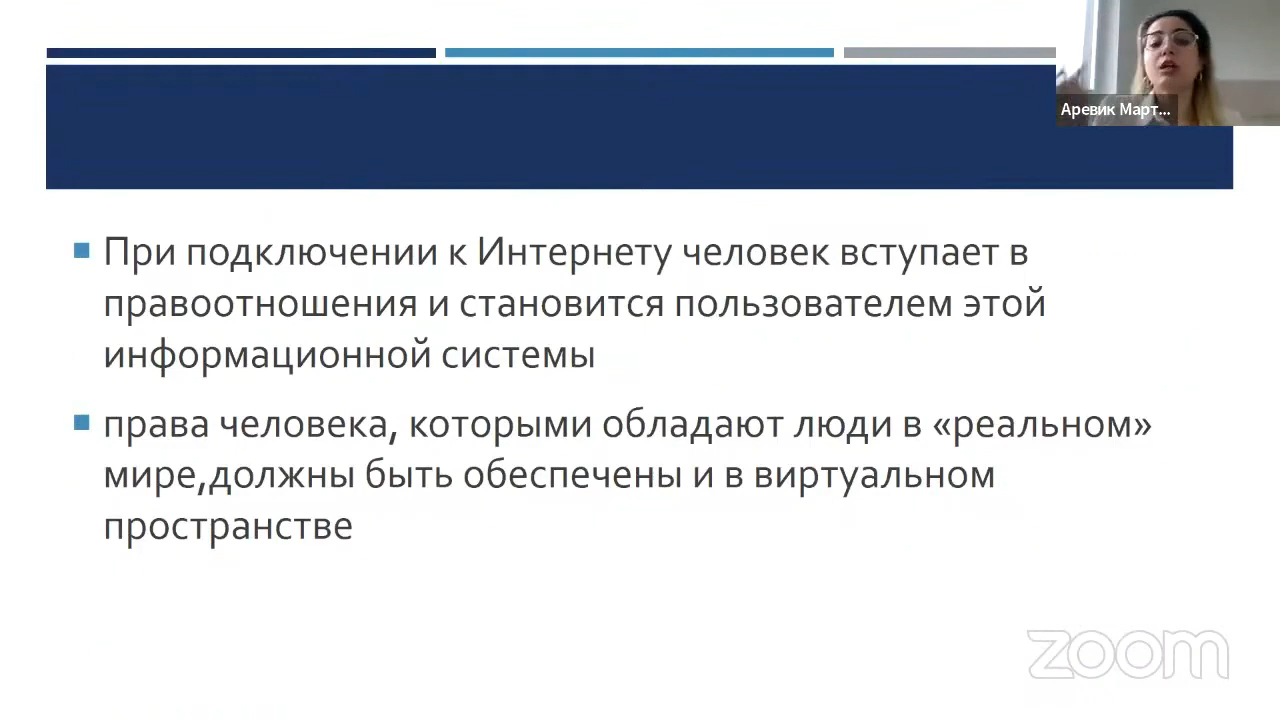 Аревик Март...
При подключении к Интернету человек вступает в
правоотношения и становится пользователем этой
информационной системы
права человека, которыми обладают люди в «реальном»
мире,должны быть обеспечены и в виртуальном
пространстве
zoom